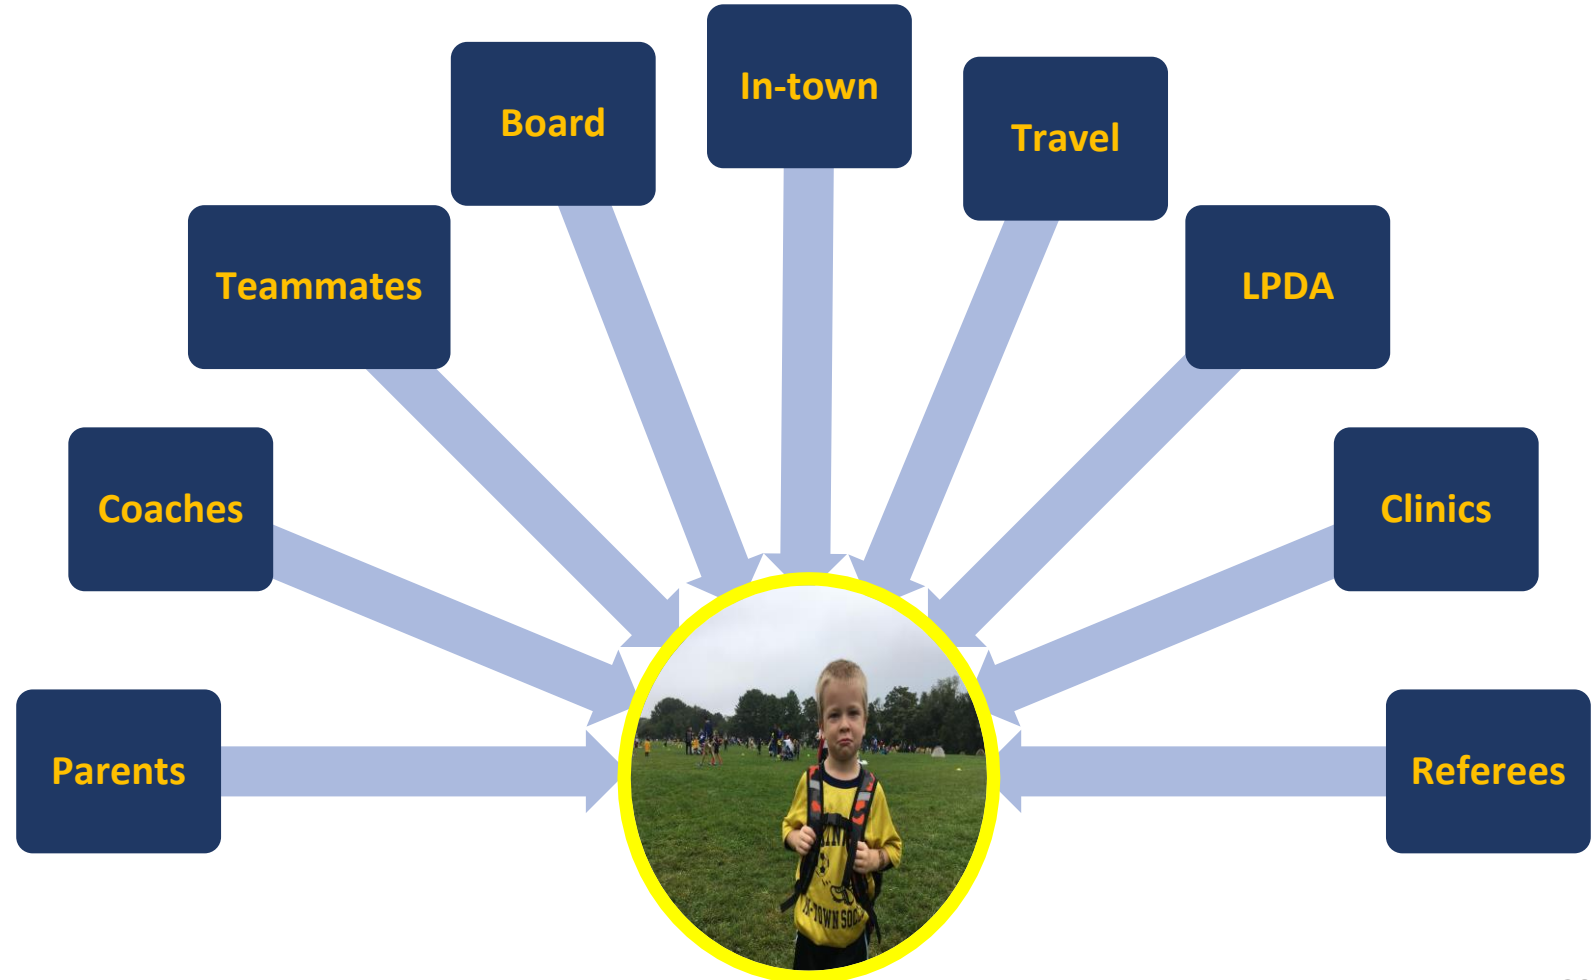 In-town
Board
Travel
Teammates
LPDA
Coaches
Clinics
Parents
Referees